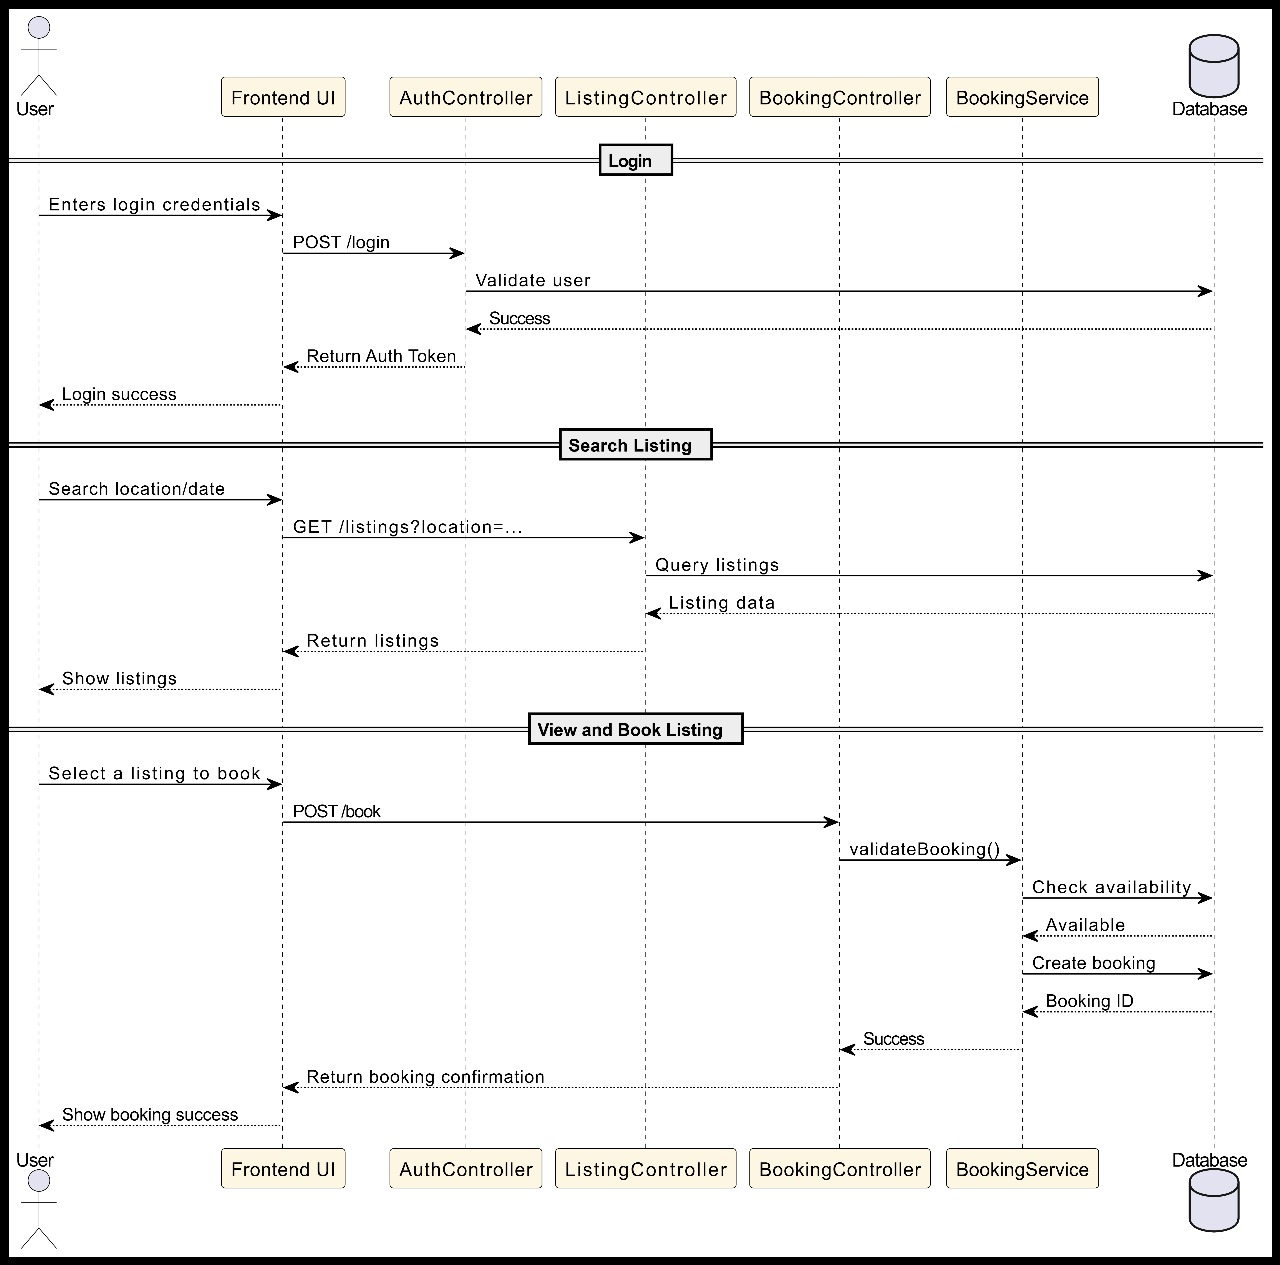 User
Frontend UI
AuthController
ListingController
BookingController
BookingService
Database
Login
Enters login credentials
POST /login
Validate user
Success
Return Auth Token
Login success
Search Listing
Search location/date
GET /listings?location=...
Query listings
Listing data
Return listings
Show listings
View and Book Listing
Select a listing to book
POST /book
validateBooking()
Check availability
Available
Create booking
Booking ID
Success
Return booking confirmation
Show booking success
User
Frontend UI
AuthController
ListingController
BookingController
BookingService
Database